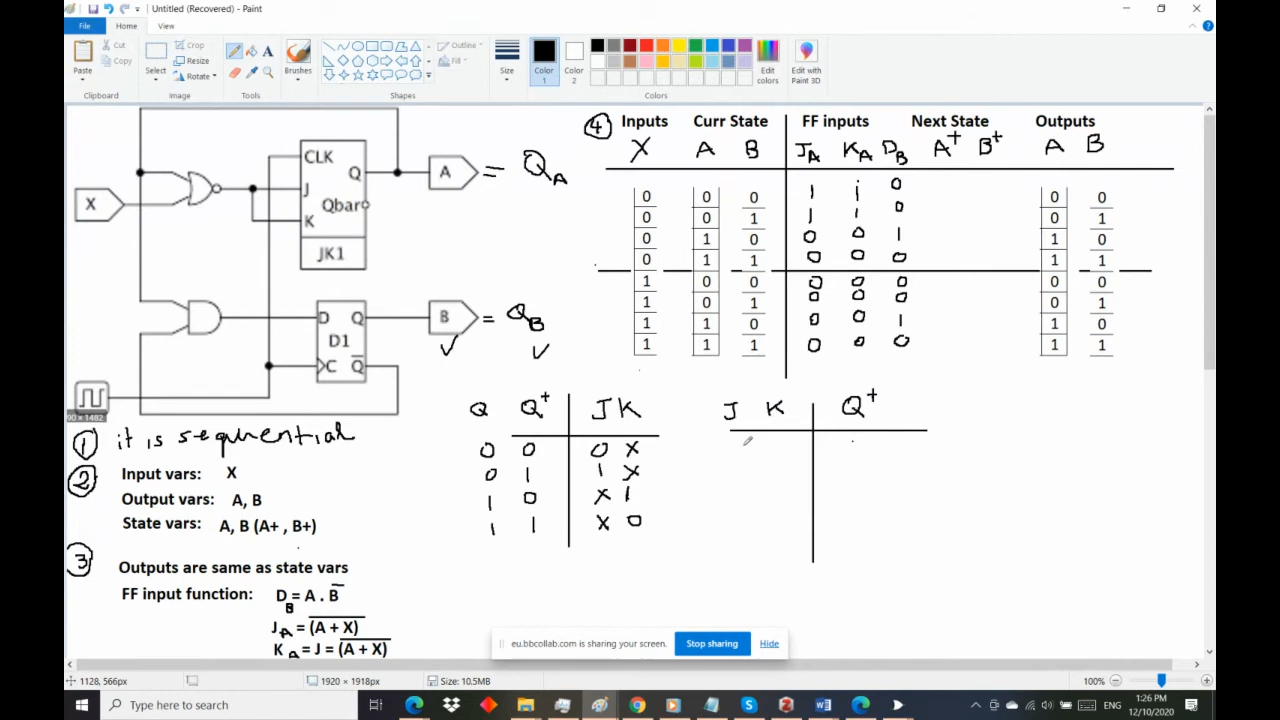 Untitled (Recovered) - Paint
File Home View
Paste Cut Copy
Select Crop Resize Rotate
Brushes
Outline Fill
Size
Color 1 Color 2
Edit colors
Edit with Paint 3D
Clipboard Image Tools Shapes Colors
X
CLK
J
K
Q
Qbar
JK1
A = QA
D Q
D1
C Q̅
B = QB
90 × 1482
① it is sequential
② Input vars: X
Output vars: A, B
State vars: A, B (A+ , B+)
③ Outputs are same as state vars
FF input function: DB = A . B̅
JA = (A + X)
KA = J = (A + X)
④ Inputs Curr State FF inputs Next State Outputs
X A B JA KA DB A+ B+ A B
0 0 0 1 1 0 0 0
0 0 1 1 1 0 0 1
0 1 0 0 0 1 1 0
0 1 1 0 0 0 1 1
1 0 0 0 0 0 0 0
1 0 1 0 0 0 0 1
1 1 0 0 0 1 1 0
1 1 1 0 0 0 1 1
Q Q+ J K
0 0 0 X
0 1 1 X
1 0 X 1
1 1 X 0
J K Q+
eu.bbcollab.com is sharing your screen. Stop sharing Hide
1128, 566px 1920 × 1918px Size: 10.5MB 100%
Type here to search
1:26 PM
12/10/2020